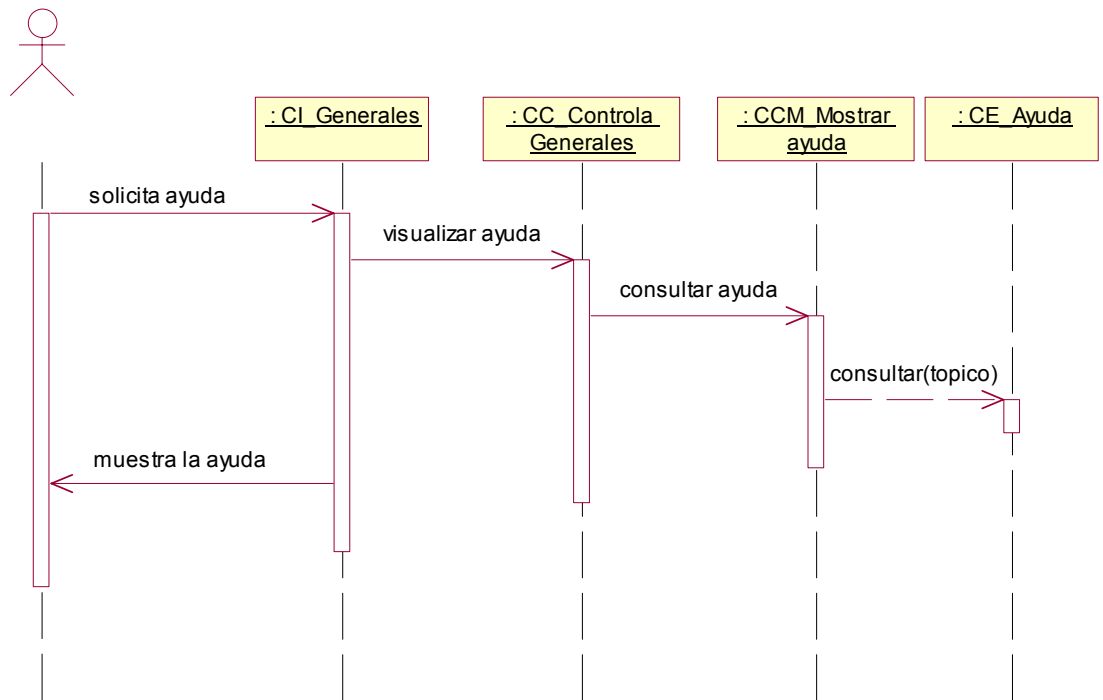 : CI_Generales
: CC_Controla
Generales
: CCM_Mostrar
ayuda
: CE_Ayuda
solicita ayuda
visualizar ayuda
consultar ayuda
consultar(topico)
muestra la ayuda